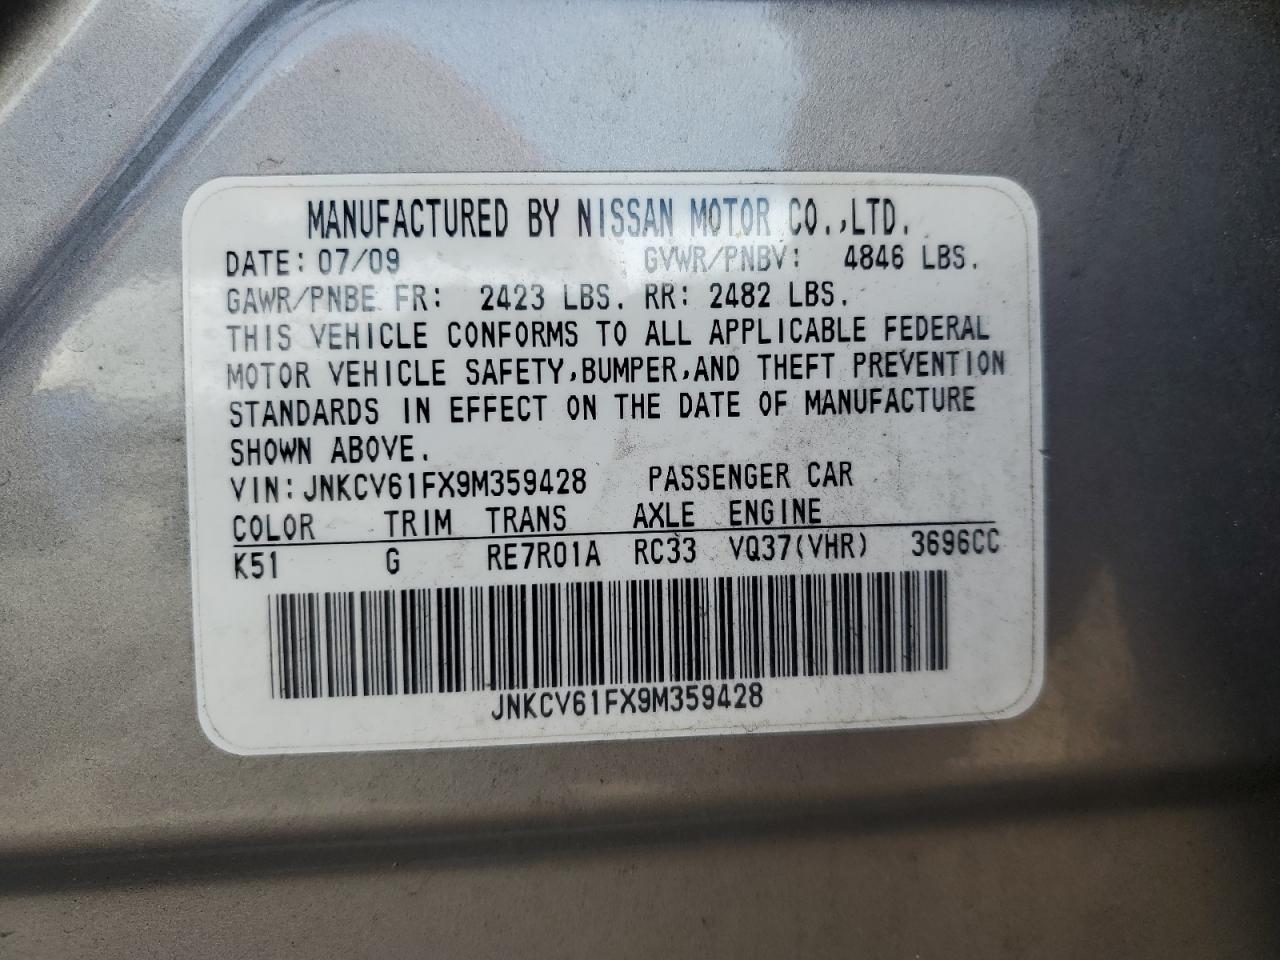 MANUFACTURED BY NISSAN MOTOR CO.,LTD.
DATE: 07/09 GVWR/PNBV: 4846 LBS.
GAWR/PNBE FR: 2423 LBS. RR: 2482 LBS.
THIS VEHICLE CONFORMS TO ALL APPLICABLE FEDERAL
MOTOR VEHICLE SAFETY,BUMPER,AND THEFT PREVENTION
STANDARDS IN EFFECT ON THE DATE OF MANUFACTURE
SHOWN ABOVE.
VIN: JNKCV61FX9M359428 PASSENGER CAR
COLOR TRIM TRANS AXLE ENGINE
K51 G RE7R01A RC33 VQ37(VHR) 3696CC
JNKCV61FX9M359428